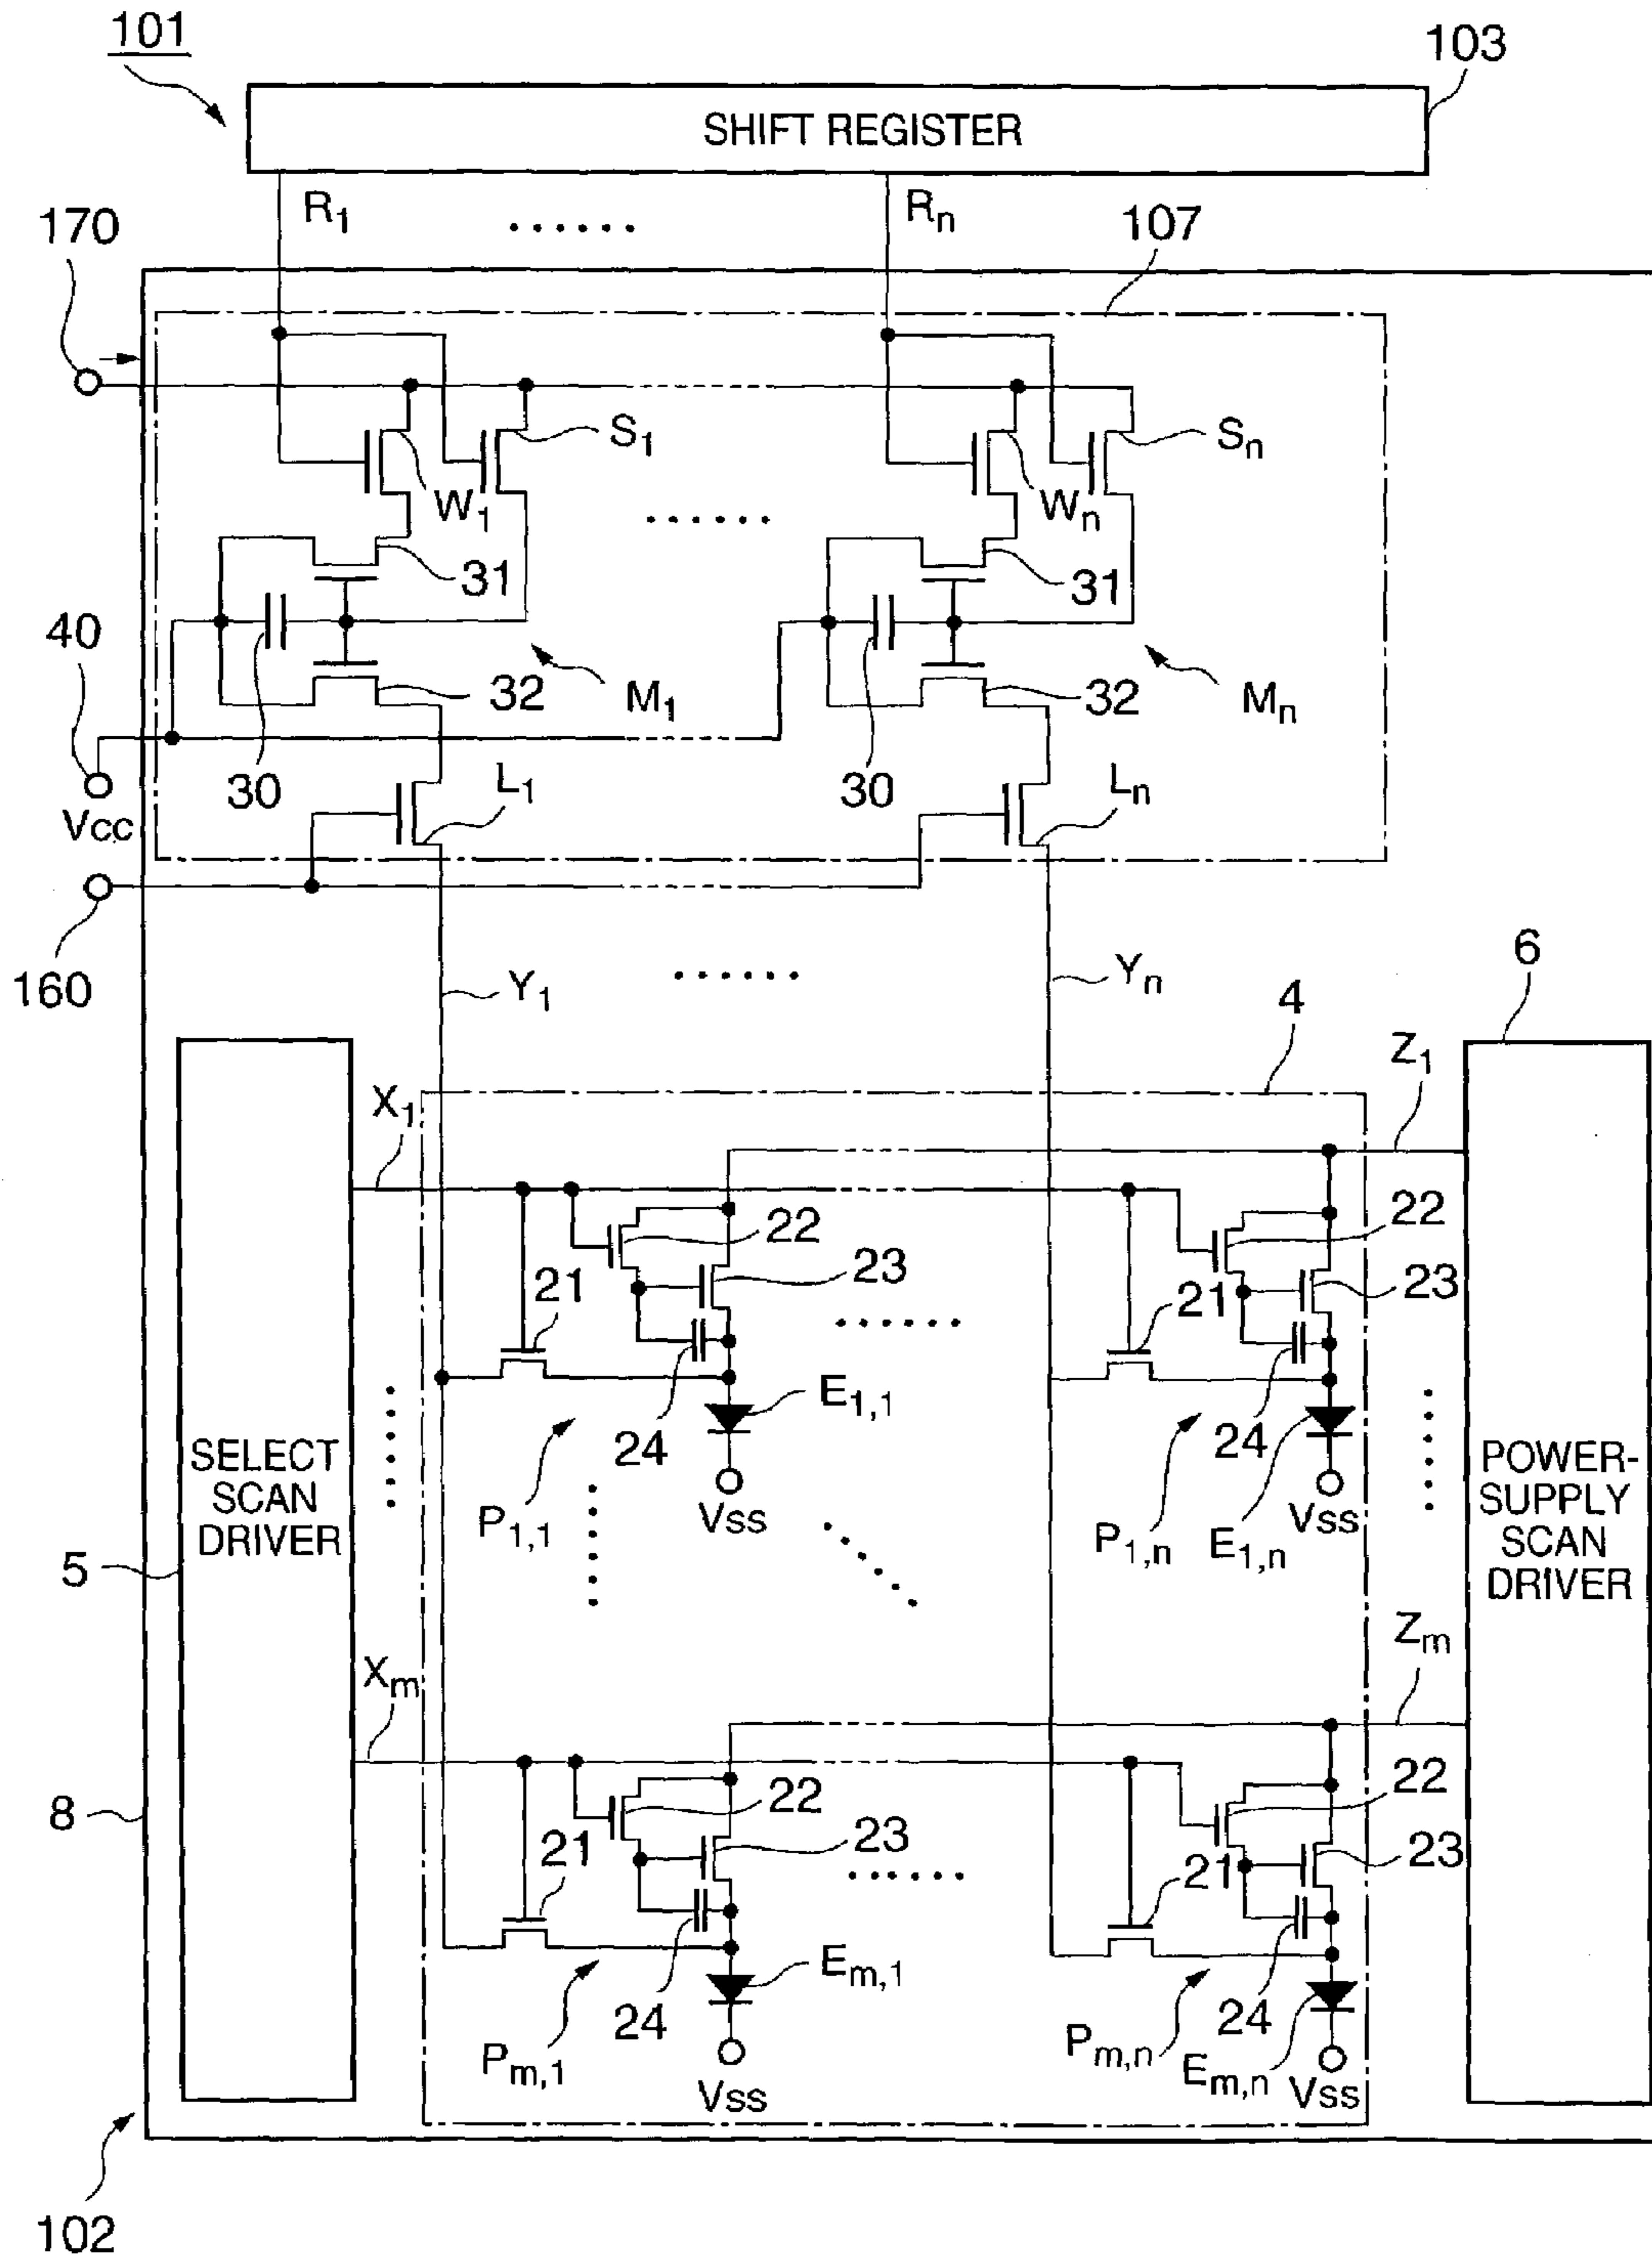 101
103
SHIFT REGISTER
R1
Rn
170
107
S1
Sn
W1
Wn
31
31
40
32
M1
32
Mn
30
L1
30
Ln
Vcc
160
Y1
Yn
6
4
Z1
X1
22
22
23
23
21
21
E1,1
24
24
SELECT
SCAN
DRIVER
POWER-
SUPPLY
SCAN
DRIVER
P1,1
Vss
P1,n
E1,n
Vss
5
Zm
Xm
22
22
8
21
23
21
23
Em,1
24
24
Pm,1
Pm,n
Em,n
Vss
Vss
102